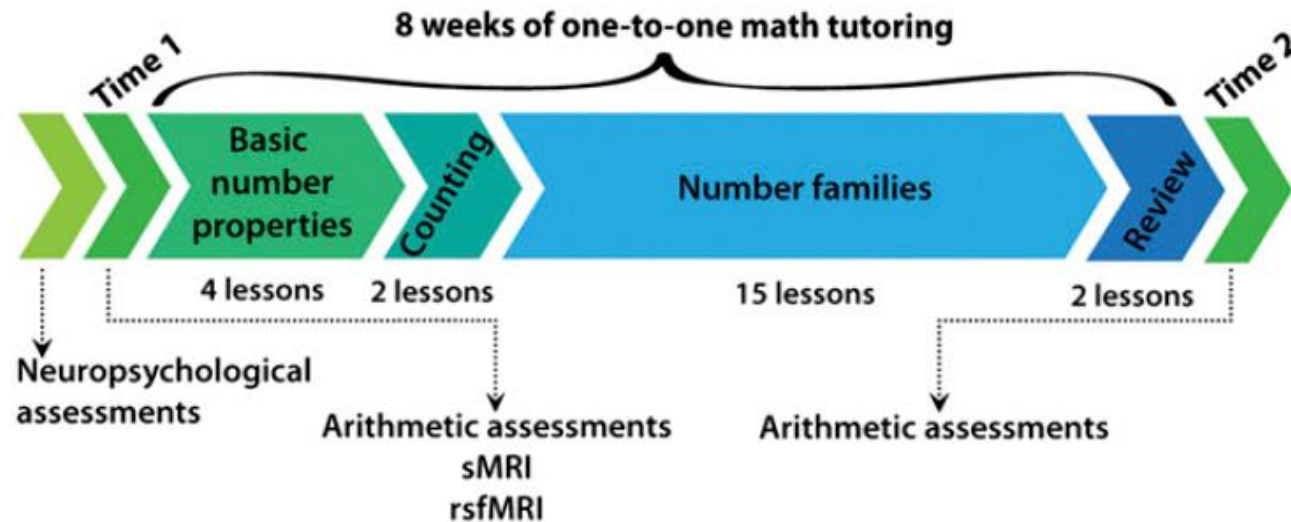 8 weeks of one-to-one math tutoring
Time 1
Time 2
Basic
number
properties
Counting
Number families
Review
4 lessons
2 lessons
15 lessons
2 lessons
Neuropsychological
assessments
Arithmetic assessments
sMRI
rsfMRI
Arithmetic assessments